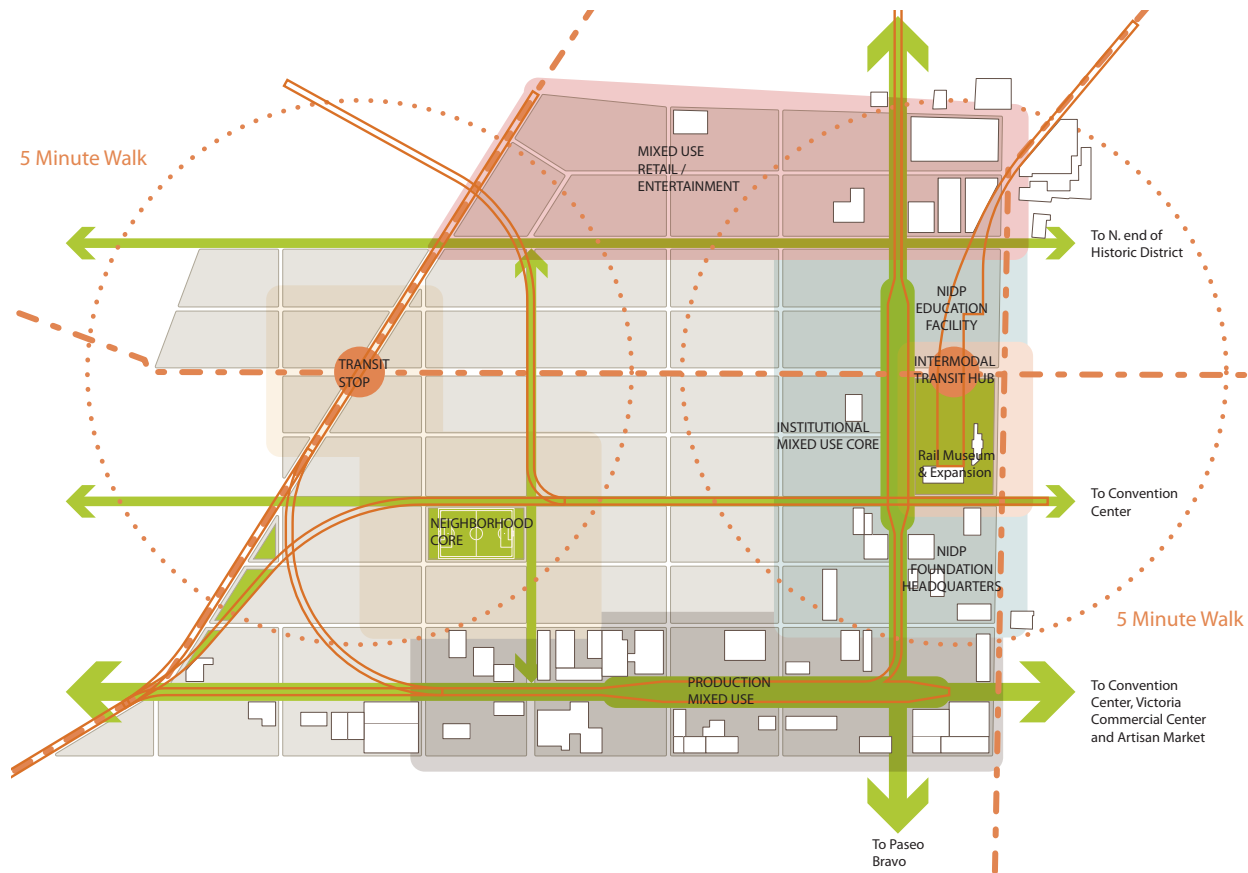 5 Minute Walk
MIXED USE
RETAIL /
ENTERTAINMENT
To N. end of
Historic District
NIDP
EDUCATION
FACILITY
TRANSIT
STOP
INTERMODAL
TRANSIT HUB
INSTITUTIONAL
MIXED USE CORE
Rail Museum
& Expansion
To Convention
Center
NEIGHBORHOOD
CORE
NIDP
FOUNDATION
HEADQUARTERS
5 Minute Walk
PRODUCTION
MIXED USE
To Convention
Center, Victoria
Commercial Center
and Artisan Market
To Paseo
Bravo